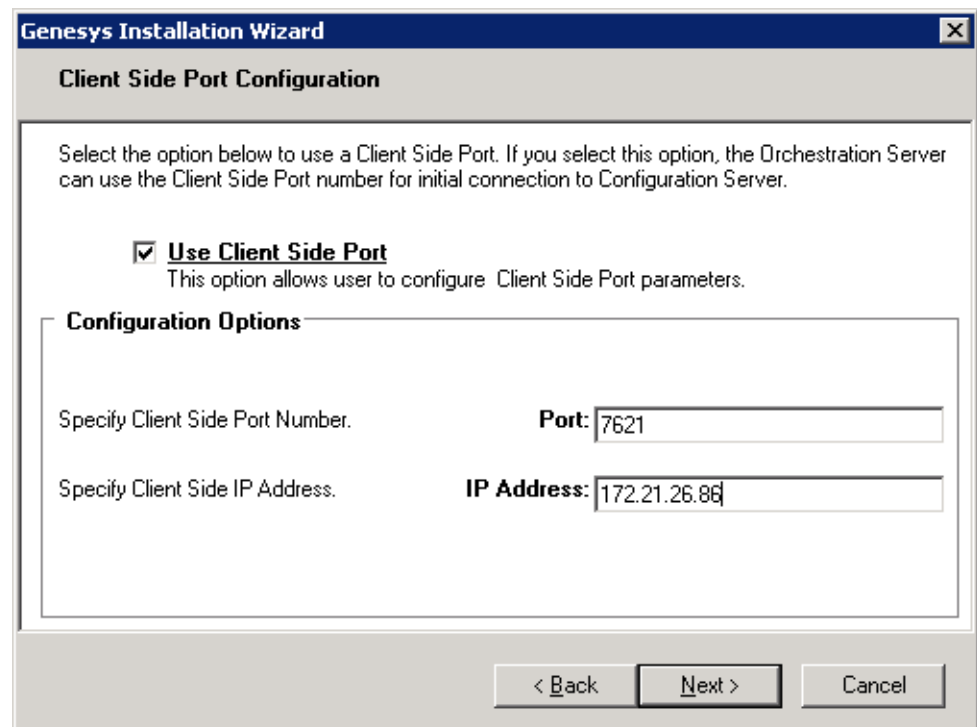 Genesys Installation Wizard
Client Side Port Configuration
Select the option below to use a Client Side Port. If you select this option, the Orchestration Server
can use the Client Side Port number for initial connection to Configuration Server.
Use Client Side Port
This option allows user to configure Client Side Port parameters.
Configuration Options
Specify Client Side Port Number. Port: 7621
Specify Client Side IP Address. IP Address: 172.21.26.86
< Back Next > Cancel